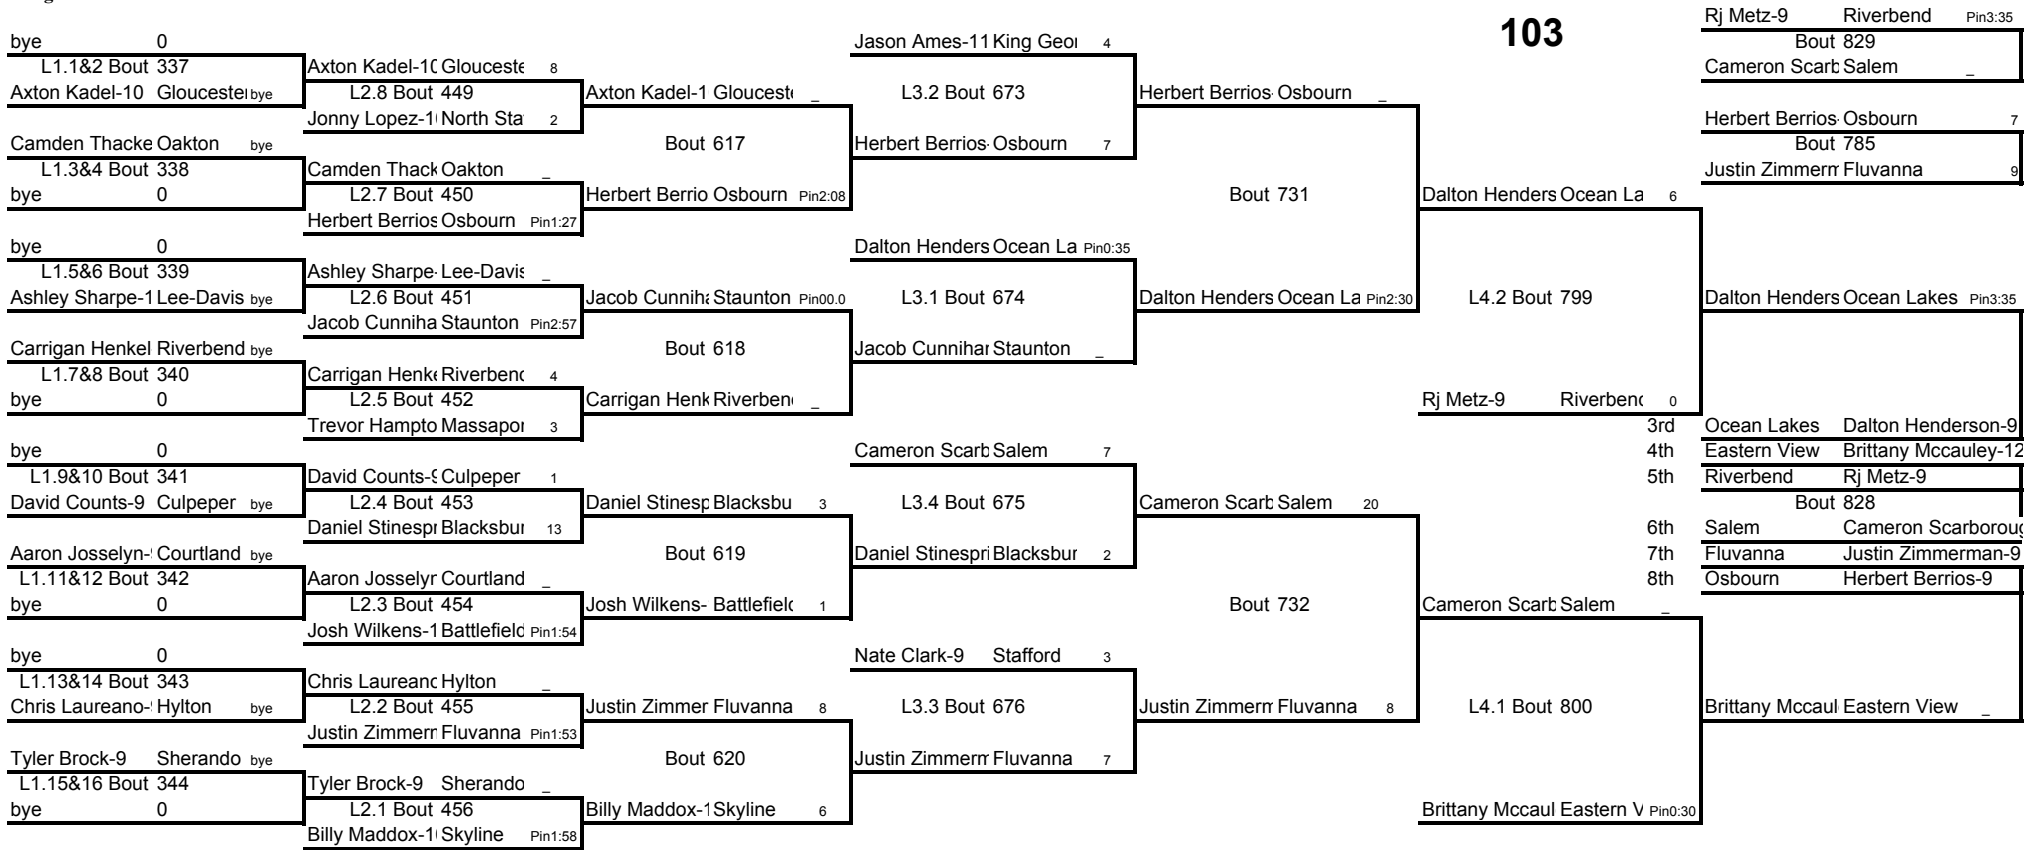 103
Rj Metz-9 Riverbend Pin3:35
bye 0
Jason Ames-11 King Geor 4
Bout 829
L1.1&2 Bout 337
Axton Kadel-10 Glouceste 8
Cameron Scarb Salem _
Axton Kadel-10 Gloucester bye
L2.8 Bout 449
Axton Kadel-1 Glouceste _
L3.2 Bout 673
Herbert Berrios- Osbourn _
Jonny Lopez-1 North Sta 2
Herbert Berrios- Osbourn 7
Camden Thacke Oakton bye
Bout 617
Herbert Berrios- Osbourn 7
Bout 785
L1.3&4 Bout 338
Camden Thack Oakton _
Justin Zimmerm Fluvanna 9
bye 0
L2.7 Bout 450
Herbert Berrio Osbourn Pin2:08
Bout 731
Dalton Henders Ocean La 6
Herbert Berrios Osbourn Pin1:27
bye 0
Dalton Henders Ocean La Pin0:35
L1.5&6 Bout 339
Ashley Sharpe- Lee-Davis _
Ashley Sharpe-1 Lee-Davis bye
L2.6 Bout 451
Jacob Cunniha Staunton Pin00.0
L3.1 Bout 674
Dalton Henders Ocean La Pin2:30
L4.2 Bout 799
Dalton Henders Ocean Lakes Pin3:35
Jacob Cunniha Staunton Pin2:57
Carrigan Henkel Riverbend bye
Bout 618
Jacob Cunnihar Staunton _
L1.7&8 Bout 340
Carrigan Henke Riverbend 4
bye 0
L2.5 Bout 452
Carrigan Henk Riverben _
Rj Metz-9 Riverbend 0
Trevor Hampto Massapor 3
3rd Ocean Lakes Dalton Henderson-9
bye 0
Cameron Scarb Salem 7
4th Eastern View Brittany Mccauley-12
L1.9&10 Bout 341
David Counts-9 Culpeper 1
5th Riverbend Rj Metz-9
David Counts-9 Culpeper bye
L2.4 Bout 453
Daniel Stinesp Blacksbu 3
L3.4 Bout 675
Cameron Scarb Salem 20
Bout 828
Daniel Stinespr Blacksbur 13
6th Salem Cameron Scarboroug
Aaron Josselyn- Courtland bye
Bout 619
Daniel Stinespri Blacksbur 2
7th Fluvanna Justin Zimmerman-9
L1.11&12 Bout 342
Aaron Josselyr Courtland _
8th Osbourn Herbert Berrios-9
bye 0
L2.3 Bout 454
Josh Wilkens- Battlefield 1
Bout 732
Cameron Scarb Salem _
Josh Wilkens-1 Battlefield Pin1:54
bye 0
Nate Clark-9 Stafford 3
L1.13&14 Bout 343
Chris Laureano Hylton _
Chris Laureano- Hylton bye
L2.2 Bout 455
Justin Zimmer Fluvanna 8
L3.3 Bout 676
Justin Zimmerm Fluvanna 8
L4.1 Bout 800
Brittany Mccaul Eastern View _
Justin Zimmerm Fluvanna Pin1:53
Tyler Brock-9 Sherando bye
Bout 620
Justin Zimmerm Fluvanna 7
L1.15&16 Bout 344
Tyler Brock-9 Sherando _
bye 0
L2.1 Bout 456
Billy Maddox-1 Skyline 6
Brittany Mccaul Eastern V Pin0:30
Billy Maddox-1 Skyline Pin1:58